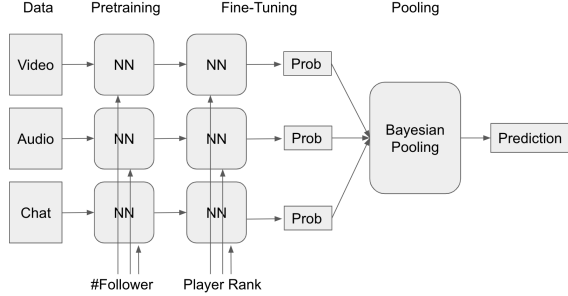 Data Pretraining Fine-Tuning Pooling
Video NN NN Prob
Audio NN NN Prob Bayesian Pooling Prediction
Chat NN NN Prob
#Follower Player Rank